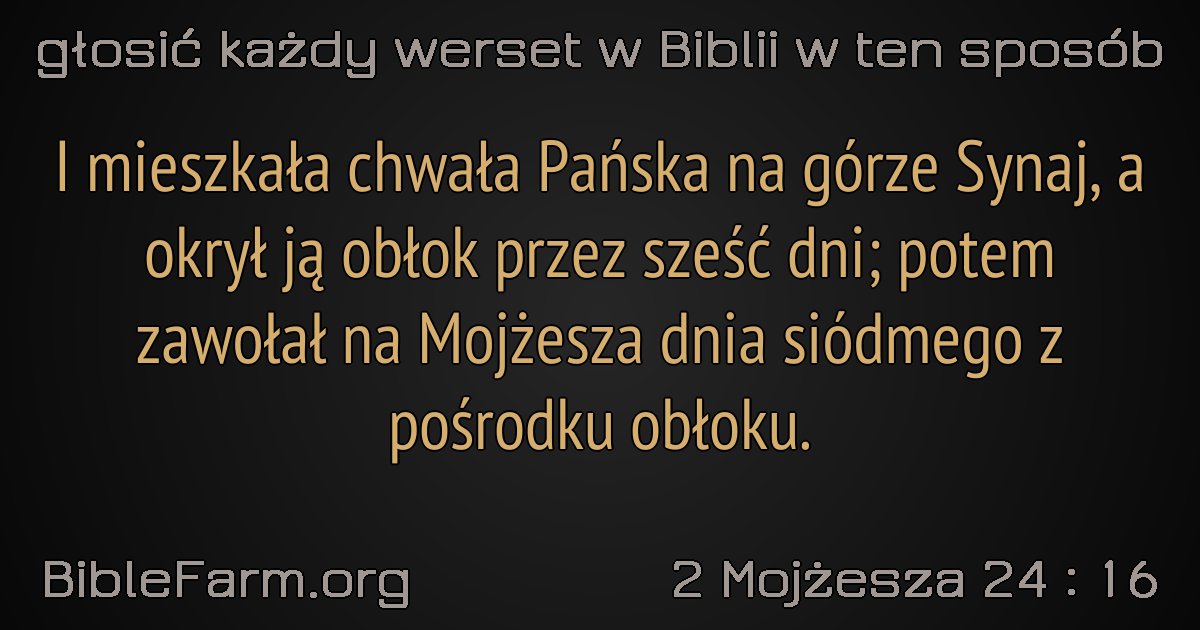 głosić każdy werset w Biblii w ten sposób
I mieszkała chwała Pańska na górze Synaj, a
okrył ją obłok przez sześć dni; potem
zawołał na Mojżesza dnia siódmego z
pośrodku obłoku.
BibleFarm.org
2 Mojżesza 24 : 16